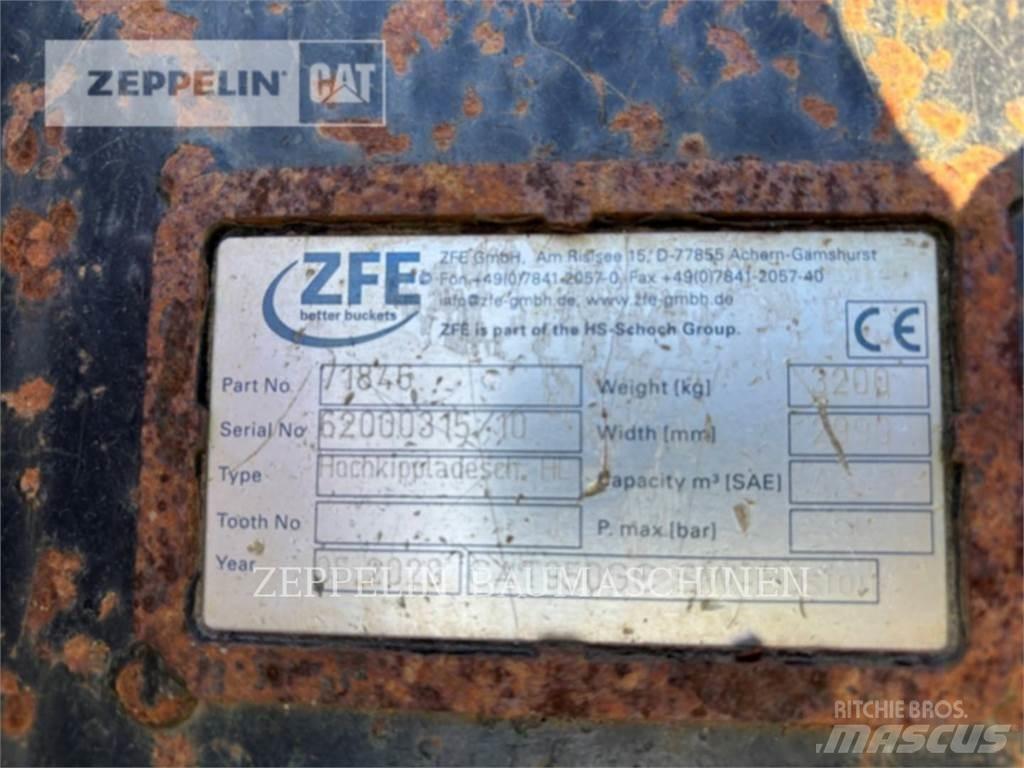 ZEPPELIN CAT
ZFE
better buckets
ZFE GmbH, Am Risisee 15, D-77855 Achern-Gamshurst
Fon +49(0)7841-2057-0, Fax +49(0)7841-2057-40
info@zfe-gmbh.de, www.zfe-gmbh.de
ZFE is part of the HS-Schoch Group.
CE
Part No 71846 Weight (kg) 3200
Serial No 62000315/10 Width (mm)
Type Hochkippladesch. HL Capacity m³ (SAE)
Tooth No P. max (bar)
Year
ZEPPELIN BAUMASCHINEN
RITCHIE BROS.
MASCUS